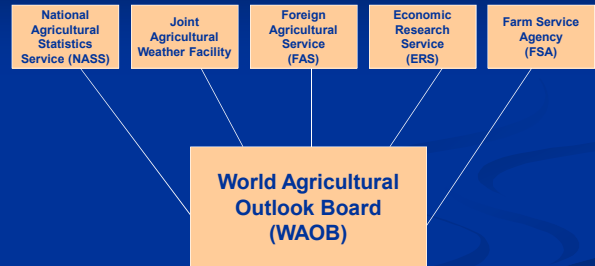 National
Agricultural
Statistics
Service (NASS)
Joint
Agricultural
Weather Facility
Foreign
Agricultural
Service
(FAS)
Economic
Research
Service
(ERS)
Farm Service
Agency
(FSA)
World Agricultural
Outlook Board
(WAOB)